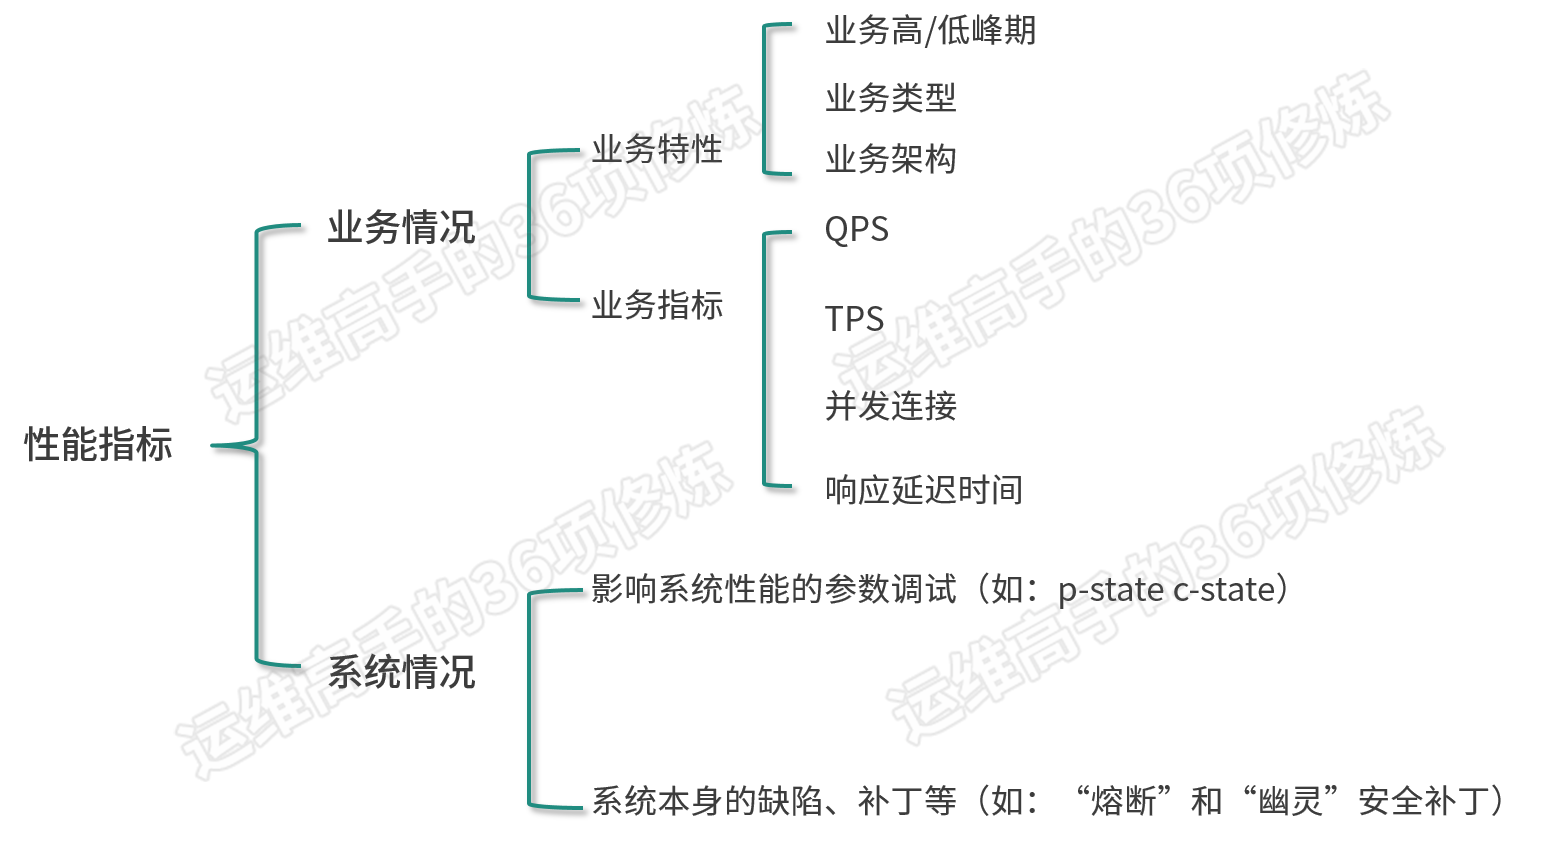 性能指标
业务情况
业务特性
业务高/低峰期
业务类型
业务架构
业务指标
QPS
TPS
并发连接
响应延迟时间
系统情况
影响系统性能的参数调试（如：p-state c-state）
系统本身的缺陷、补丁等（如：“熔断”和“幽灵”安全补丁）
运维高手的36项修炼
运维高手的36项修炼
运维高手的36项修炼
运维高手的36项修炼